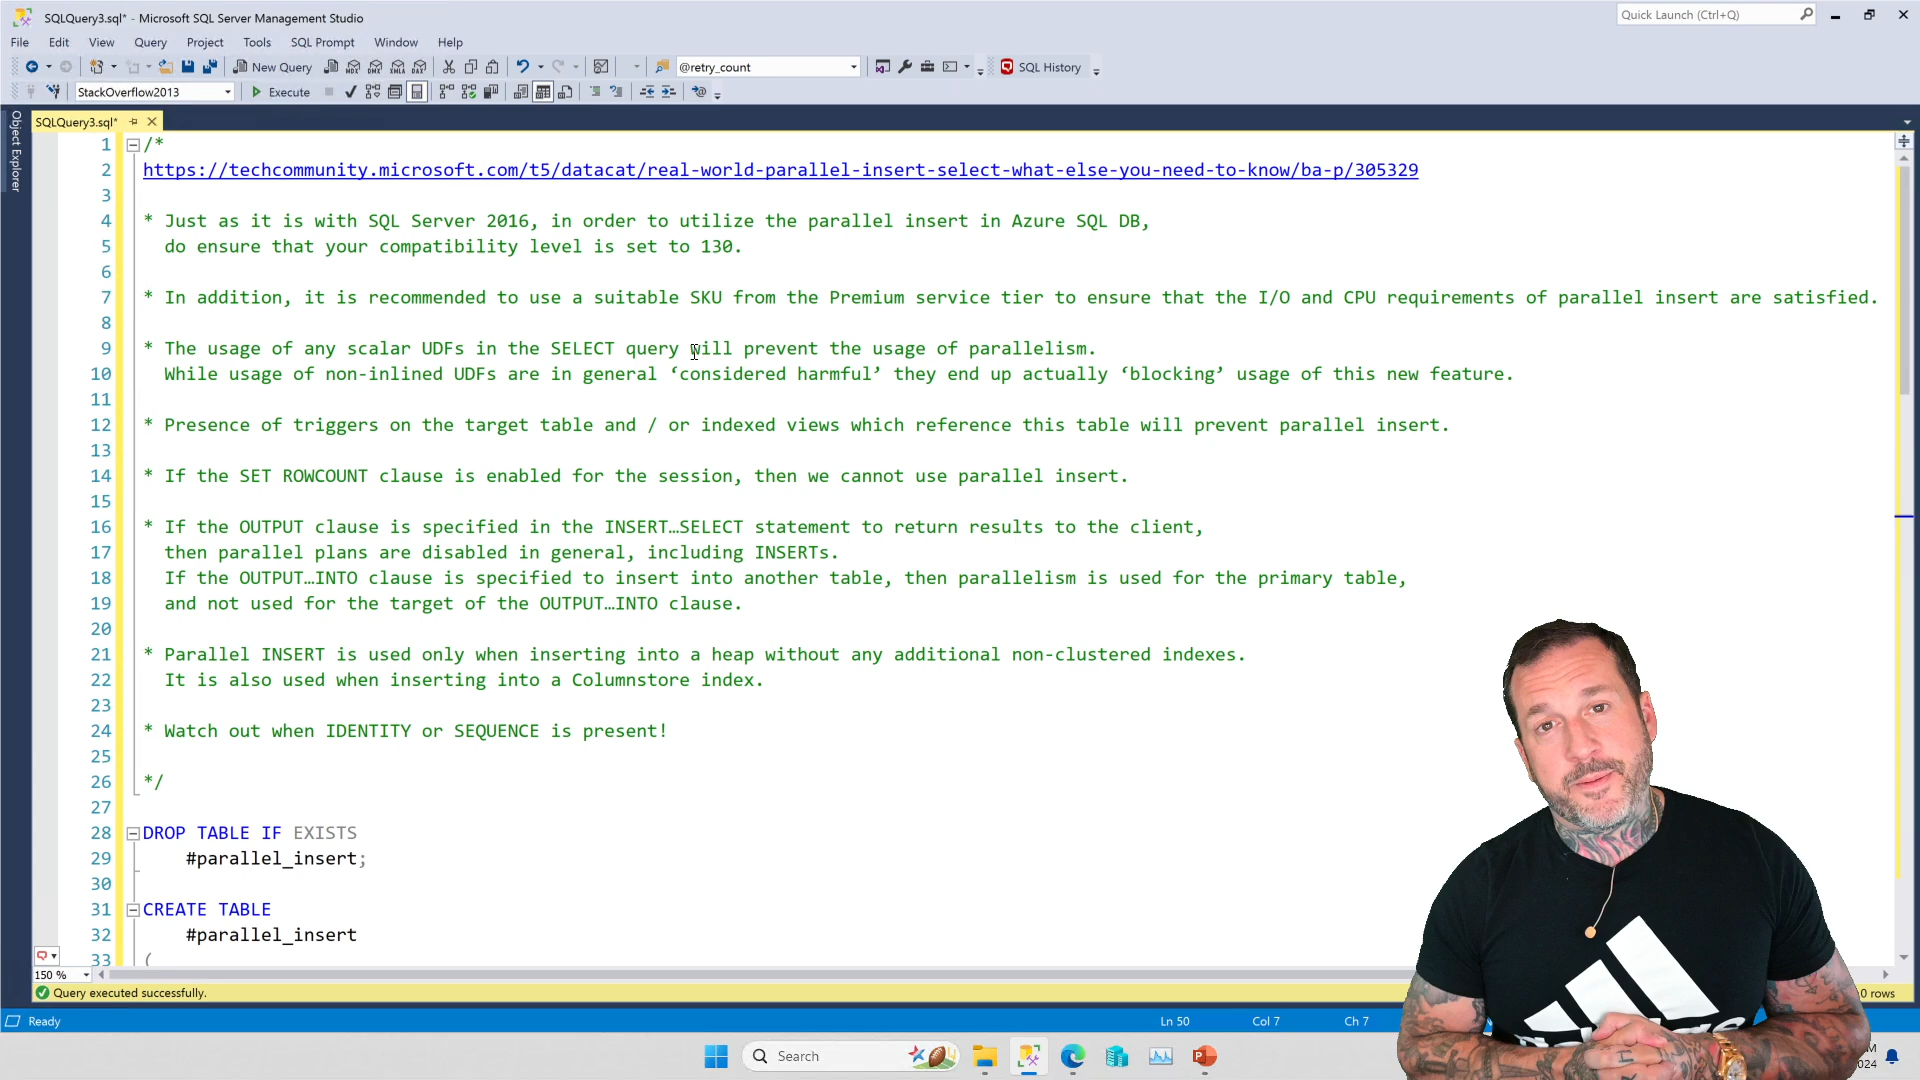 SQLQuery3.sql* - Microsoft SQL Server Management Studio
Quick Launch (Ctrl+Q)
File Edit View Query Project Tools SQL Prompt Window Help
New Query
MDX DMX XMLA DAX
@retry_count
SQL History
StackOverflow2013
Execute
SQLQuery3.sql*
Object Explorer
1 /*
2 https://techcommunity.microsoft.com/t5/datacat/real-world-parallel-insert-select-what-else-you-need-to-know/ba-p/305329
3
4 * Just as it is with SQL Server 2016, in order to utilize the parallel insert in Azure SQL DB,
5 do ensure that your compatibility level is set to 130.
6
7 * In addition, it is recommended to use a suitable SKU from the Premium service tier to ensure that the I/O and CPU requirements of parallel insert are satisfied.
8
9 * The usage of any scalar UDFs in the SELECT query will prevent the usage of parallelism.
10 While usage of non-inlined UDFs are in general ‘considered harmful’ they end up actually ‘blocking’ usage of this new feature.
11
12 * Presence of triggers on the target table and / or indexed views which reference this table will prevent parallel insert.
13
14 * If the SET ROWCOUNT clause is enabled for the session, then we cannot use parallel insert.
15
16 * If the OUTPUT clause is specified in the INSERT…SELECT statement to return results to the client,
17 then parallel plans are disabled in general, including INSERTs.
18 If the OUTPUT…INTO clause is specified to insert into another table, then parallelism is used for the primary table,
19 and not used for the target of the OUTPUT…INTO clause.
20
21 * Parallel INSERT is used only when inserting into a heap without any additional non-clustered indexes.
22 It is also used when inserting into a Columnstore index.
23
24 * Watch out when IDENTITY or SEQUENCE is present!
25
26 */
27
28 DROP TABLE IF EXISTS
29 #parallel_insert;
30
31 CREATE TABLE
32 #parallel_insert
33 (
150 %
Query executed successfully.
0 rows
Ready
Ln 50 Col 7 Ch 7
Search